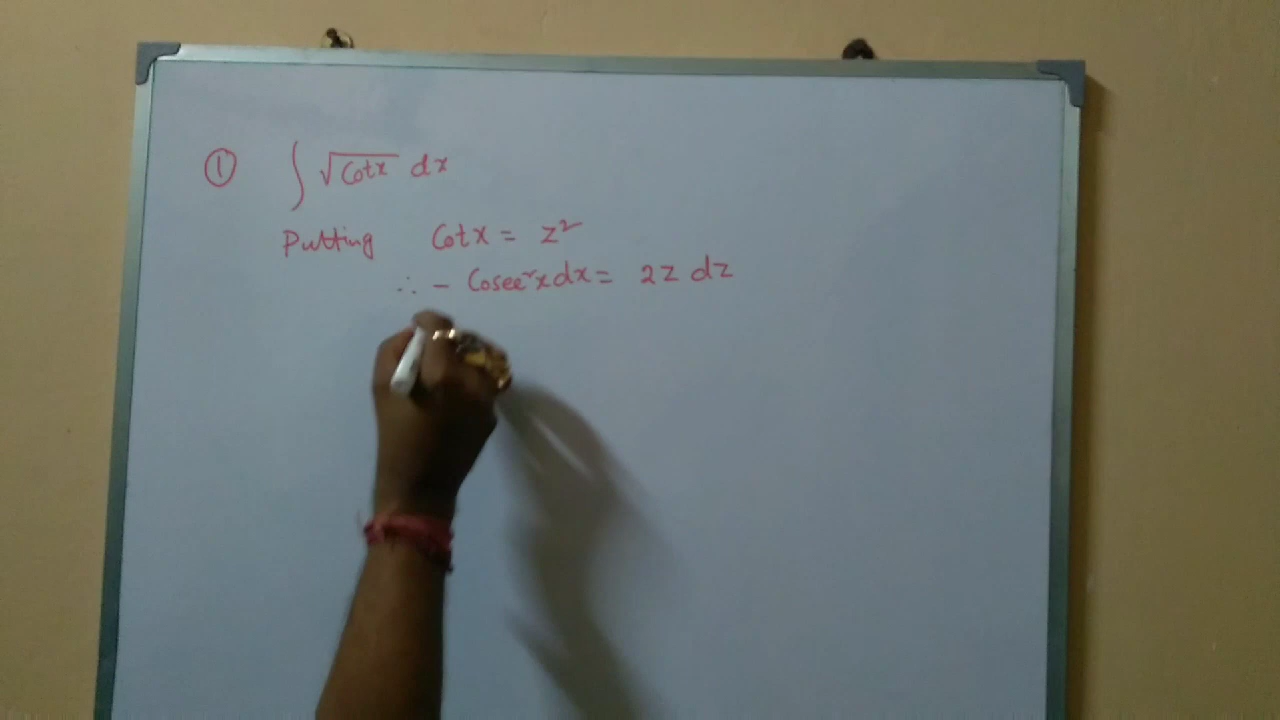 ① ∫ √Cotx dx
Putting Cotx = z²
∴ - Cosec²x dx = 2z dz